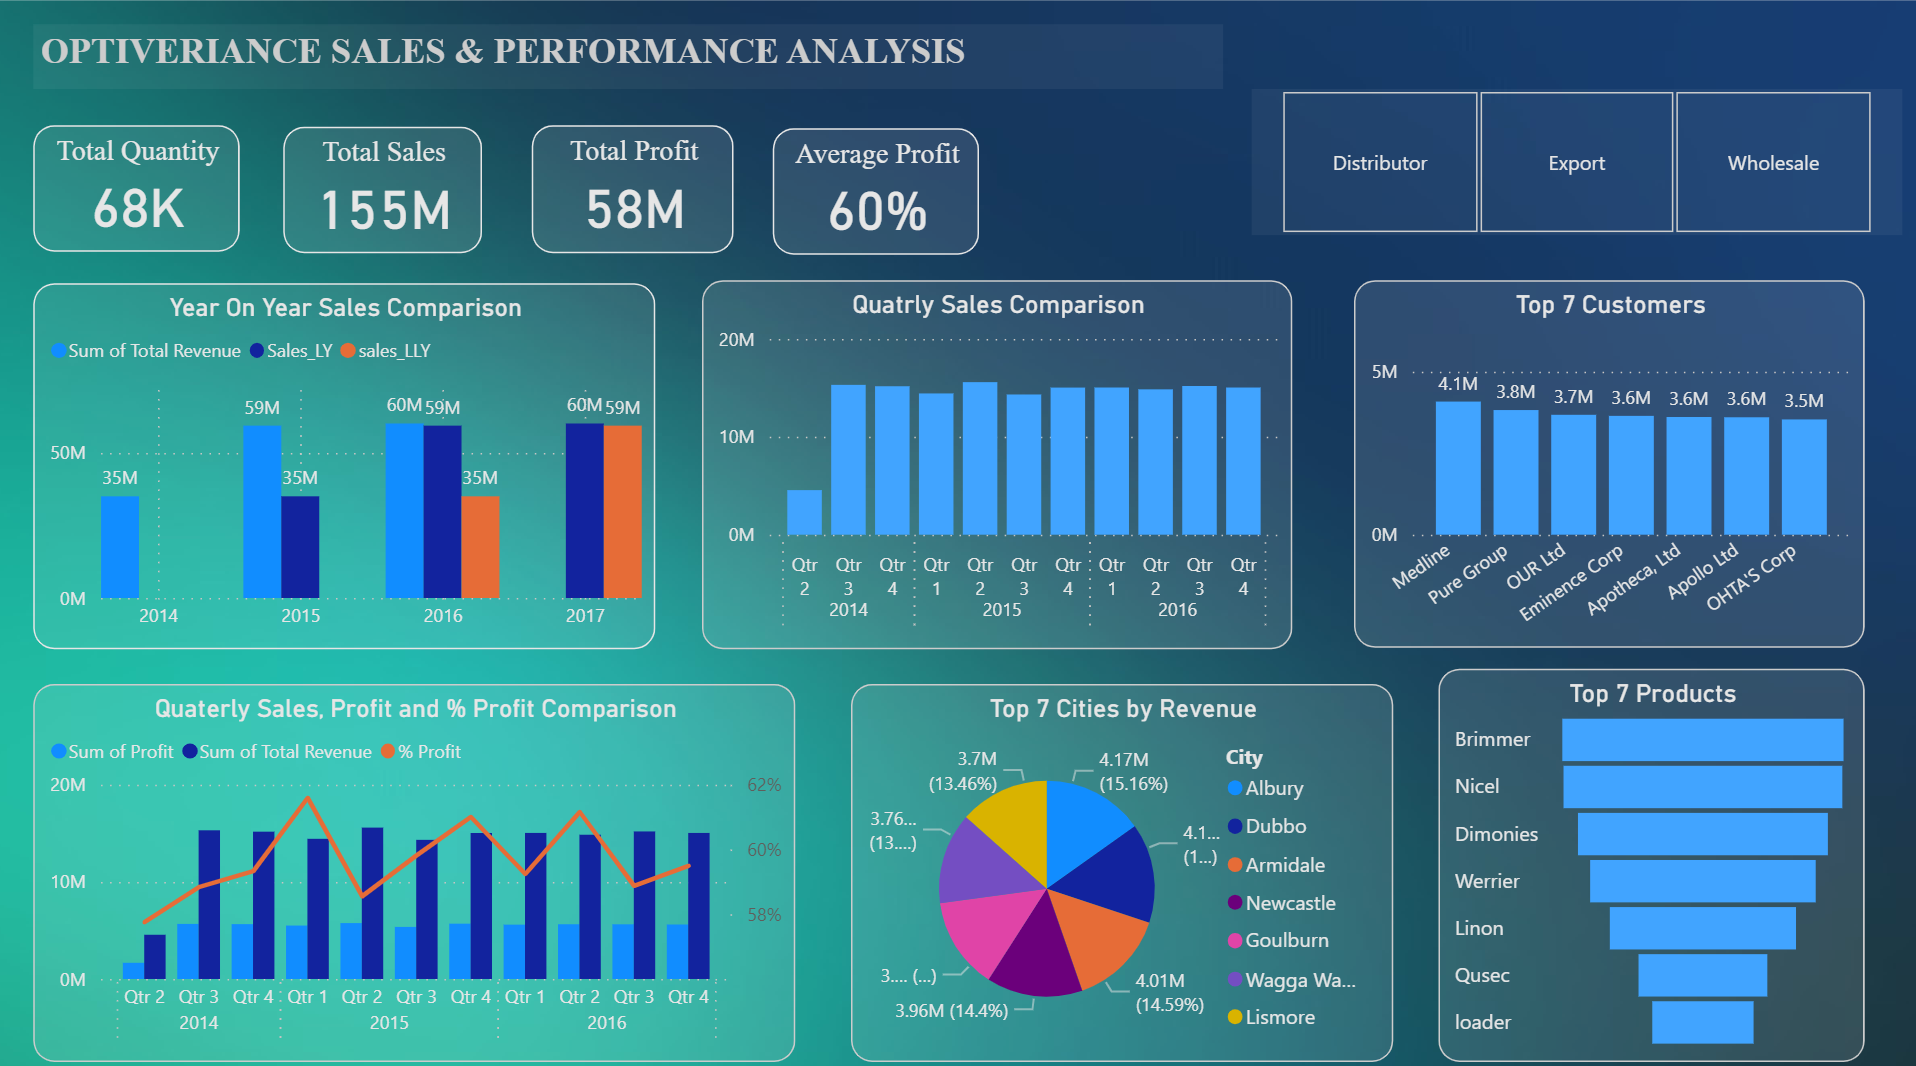 OPTIVERIANCE SALES & PERFORMANCE ANALYSIS
Total Quantity
68K
Total Sales
155M
Total Profit
58M
Average Profit
60%
Distributor
Export
Wholesale
Year On Year Sales Comparison
Sum of Total Revenue Sales_LY sales_LLY
59M
60M 59M
60M 59M
50M
35M
35M
35M
0M
2014 2015 2016 2017
Quatrly Sales Comparison
20M
10M
0M
Qtr 2 Qtr 3 Qtr 4 Qtr 1 Qtr 2 Qtr 3 Qtr 4 Qtr 1 Qtr 2 Qtr 3 Qtr 4
2014 2015 2016
Top 7 Customers
5M
4.1M 3.8M 3.7M 3.6M 3.6M 3.6M 3.5M
0M
Medline
Pure Group
OUR Ltd
Eminence Corp
Apotheca, Ltd
Apollo Ltd
OHTA'S Corp
Quaterly Sales, Profit and % Profit Comparison
Sum of Profit Sum of Total Revenue % Profit
20M 62%
60%
10M
58%
0M
Qtr 2 Qtr 3 Qtr 4 Qtr 1 Qtr 2 Qtr 3 Qtr 4 Qtr 1 Qtr 2 Qtr 3 Qtr 4
2014 2015 2016
Top 7 Cities by Revenue
3.7M
(13.46%)
4.17M
(15.16%)
3.76...
(13....)
4.1...
(1...)
3.... (...)
3.96M (14.4%)
4.01M
(14.59%)
City
Albury
Dubbo
Armidale
Newcastle
Goulburn
Wagga Wa...
Lismore
Top 7 Products
Brimmer
Nicel
Dimonies
Werrier
Linon
Qusec
loader